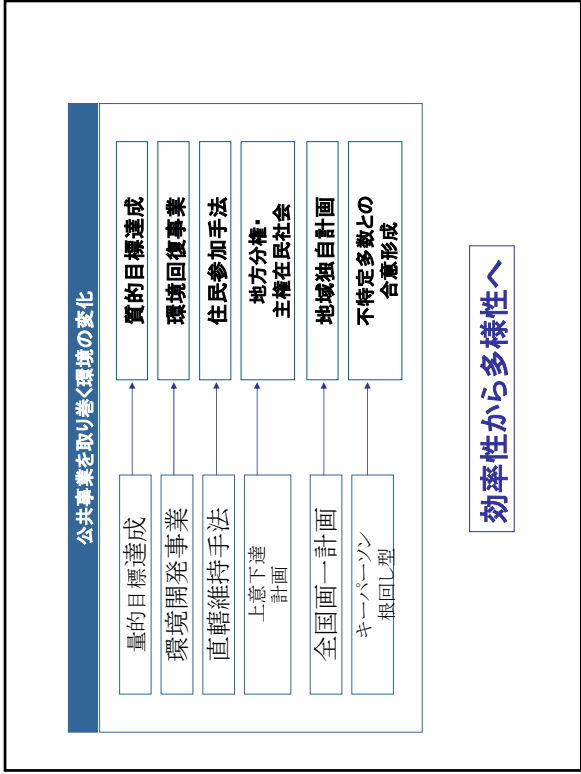 公共事業を取り巻く環境の変化
量的目標達成
質的目標達成
環境開発事業
環境回復事業
直轄維持手法
住民参加手法
上意下達
計画
地方分権・
主権在民社会
全国画一計画
地域独自計画
キーパーソン
根回し型
不特定多数との
合意形成
効率性から多様性へ